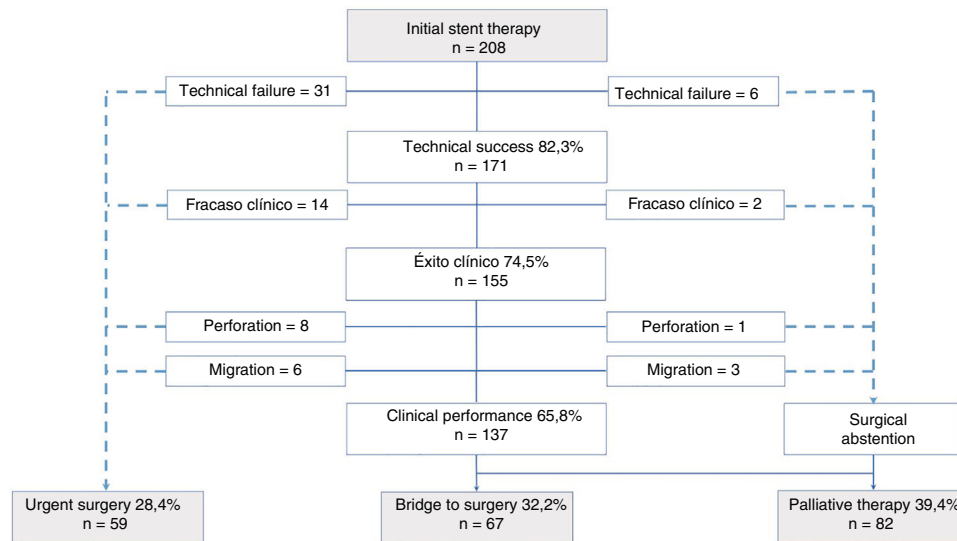 Initial stent therapy
n = 208
Technical failure = 31
Technical failure = 6
Technical success 82,3%
n = 171
Fracaso clínico = 14
Fracaso clínico = 2
Éxito clínico 74,5%
n = 155
Perforation = 8
Perforation = 1
Migration = 6
Migration = 3
Clinical performance 65,8%
n = 137
Surgical
abstention
Urgent surgery 28,4%
n = 59
Bridge to surgery 32,2%
n = 67
Palliative therapy 39,4%
n = 82